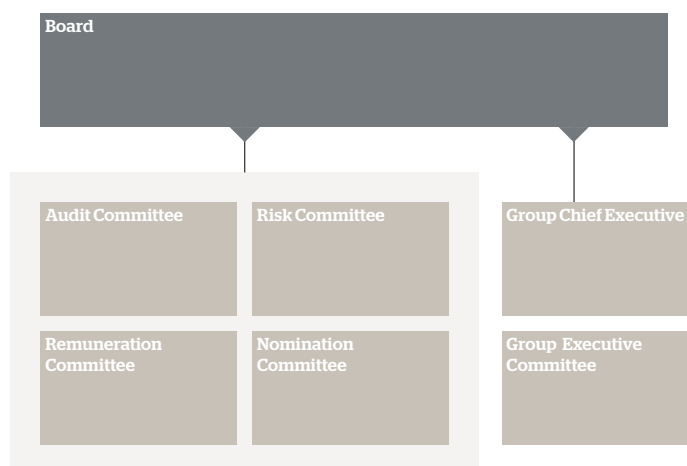 Board
Audit Committee
Risk Committee
Group Chief Executive
Remuneration
Committee
Nomination
Committee
Group Executive
Committee